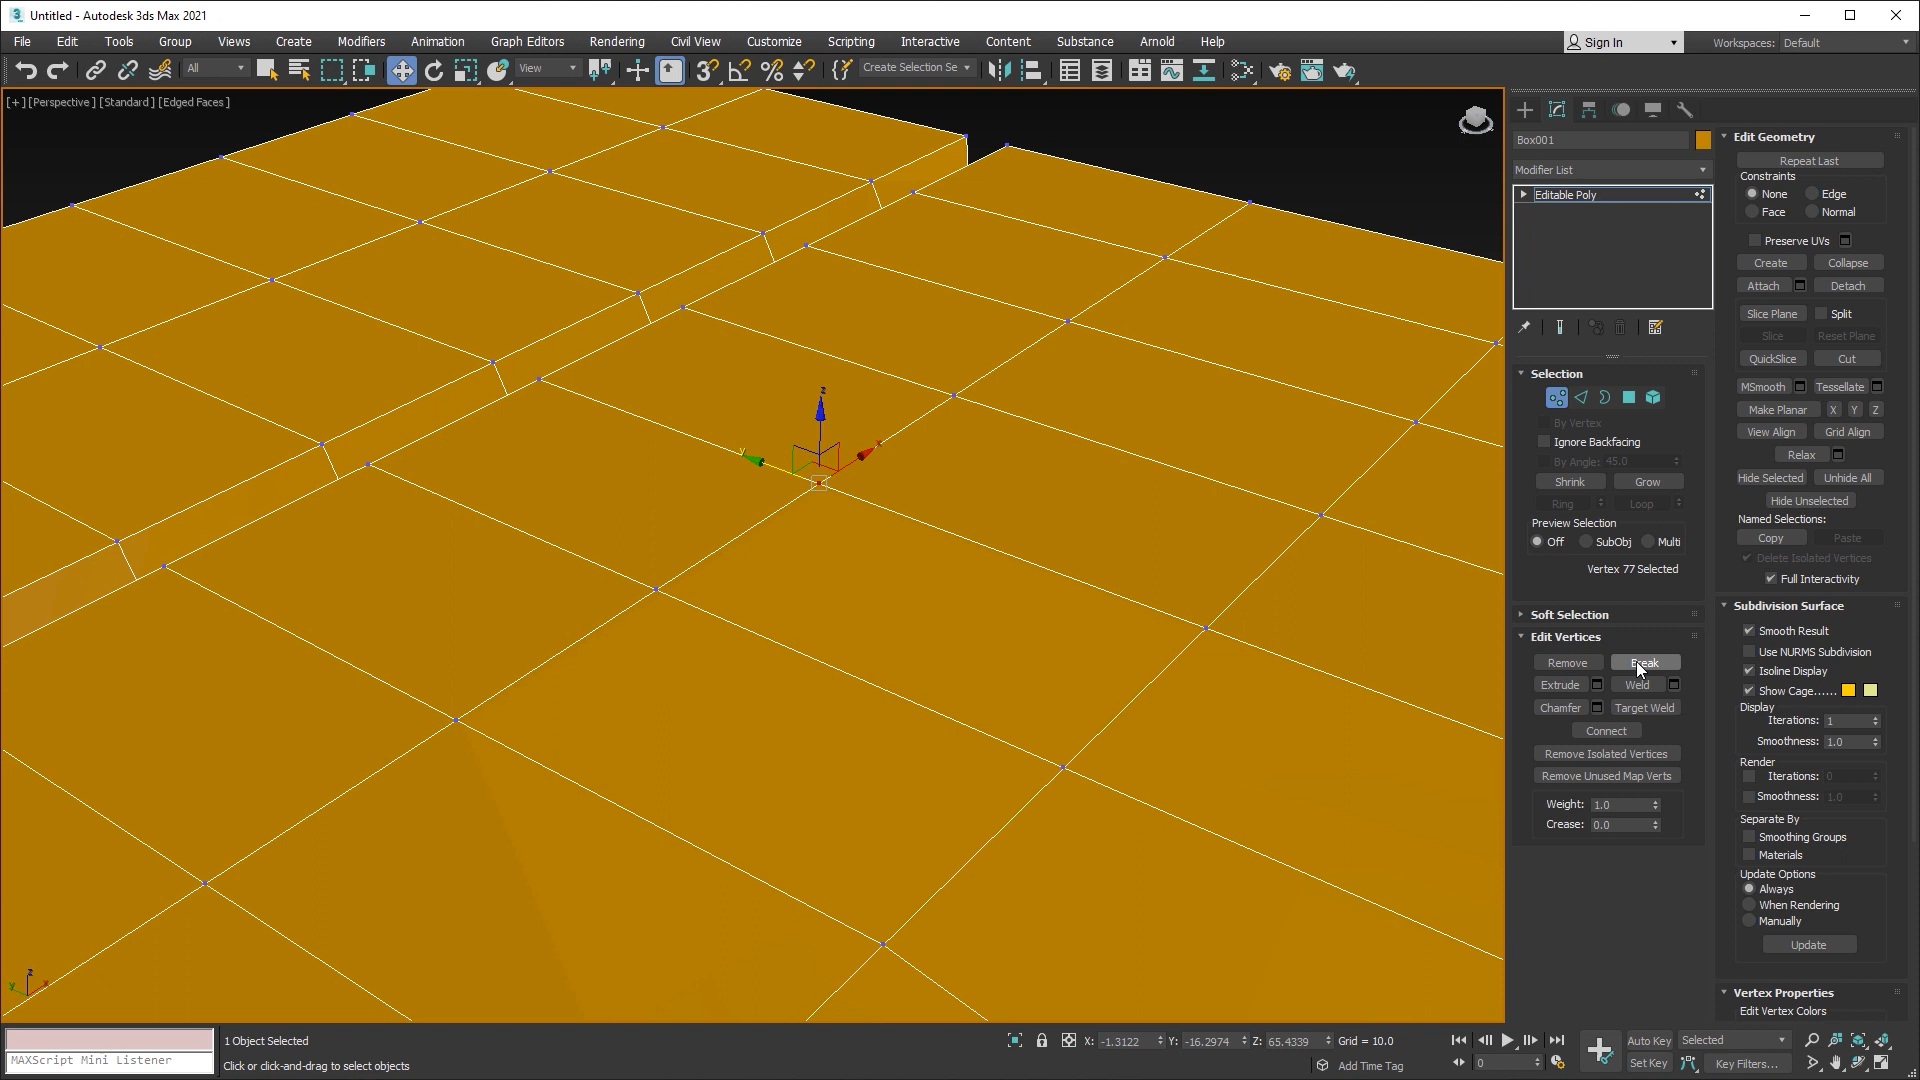 Untitled - Autodesk 3ds Max 2021
File Edit Tools Group Views Create Modifiers Animation Graph Editors Rendering Civil View Customize Scripting Interactive Content Substance Arnold Help
Sign In
Workspaces: Default
All
View
Create Selection Se
[+] [Perspective] [Standard] [Edged Faces]
z
y
x
z
y
x
Box001
Modifier List
Editable Poly
Selection
By Vertex
Ignore Backfacing
By Angle: 45.0
Shrink Grow
Ring Loop
Preview Selection
Off SubObj Multi
Vertex 77 Selected
Soft Selection
Edit Vertices
Remove Break
Extrude Weld
Chamfer Target Weld
Connect
Remove Isolated Vertices
Remove Unused Map Verts
Weight: 1.0
Crease: 0.0
Edit Geometry
Repeat Last
Constraints
None Edge
Face Normal
Preserve UVs
Create Collapse
Attach Detach
Slice Plane Split
Slice Reset Plane
QuickSlice Cut
MSmooth Tessellate
Make Planar X Y Z
View Align Grid Align
Relax
Hide Selected Unhide All
Hide Unselected
Named Selections:
Copy Paste
Delete Isolated Vertices
Full Interactivity
Subdivision Surface
Smooth Result
Use NURMS Subdivision
Isoline Display
Show Cage......
Display
Iterations: 1
Smoothness: 1.0
Render
Iterations: 0
Smoothness: 1.0
Separate By
Smoothing Groups
Materials
Update Options
Always
When Rendering
Manually
Update
Vertex Properties
Edit Vertex Colors
MAXScript Mini Listener
1 Object Selected
Click or click-and-drag to select objects
X: -1.3122 Y: -16.2974 Z: 65.4339 Grid = 10.0
Add Time Tag
0
Auto Key Selected
Set Key Key Filters...